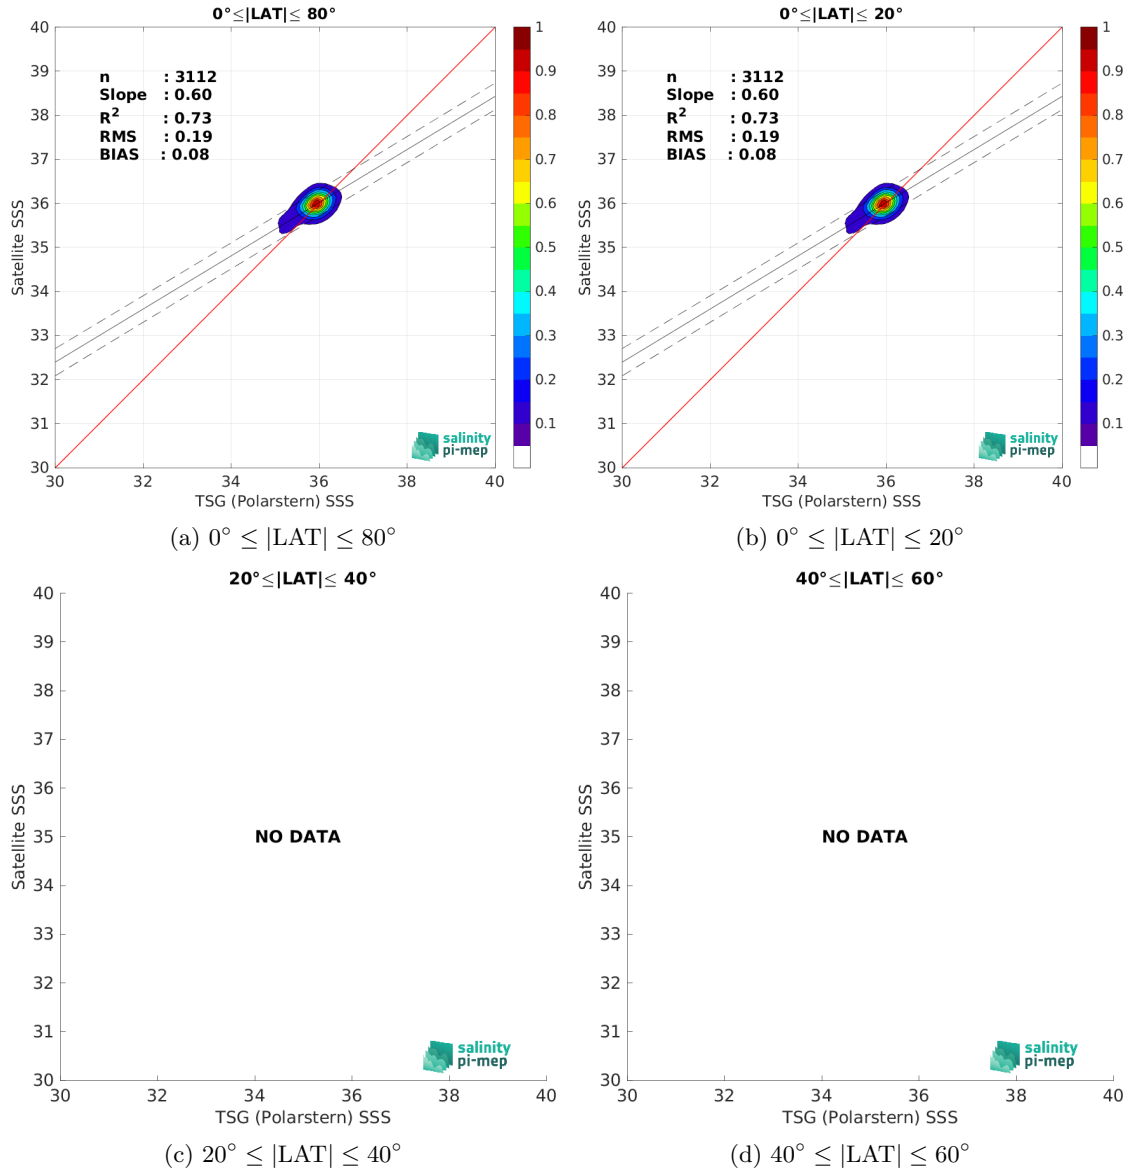 0°≤|LAT|≤ 80°
40
39
38
37
36
35
34
33
32
31
30
Satellite SSS
n : 3112
Slope : 0.60
R² : 0.73
RMS : 0.19
BIAS : 0.08
1
0.9
0.8
0.7
0.6
0.5
0.4
0.3
0.2
0.1
salinity
pi-mep
30 32 34 36 38 40
TSG (Polarstern) SSS
(a) 0° ≤ |LAT| ≤ 80°
0°≤|LAT|≤ 20°
40
39
38
37
36
35
34
33
32
31
30
Satellite SSS
n : 3112
Slope : 0.60
R² : 0.73
RMS : 0.19
BIAS : 0.08
1
0.9
0.8
0.7
0.6
0.5
0.4
0.3
0.2
0.1
salinity
pi-mep
30 32 34 36 38 40
TSG (Polarstern) SSS
(b) 0° ≤ |LAT| ≤ 20°
20°≤|LAT|≤ 40°
40
39
38
37
36
35
34
33
32
31
30
Satellite SSS
NO DATA
salinity
pi-mep
30 32 34 36 38 40
TSG (Polarstern) SSS
(c) 20° ≤ |LAT| ≤ 40°
40°≤|LAT|≤ 60°
40
39
38
37
36
35
34
33
32
31
30
Satellite SSS
NO DATA
salinity
pi-mep
30 32 34 36 38 40
TSG (Polarstern) SSS
(d) 40° ≤ |LAT| ≤ 60°